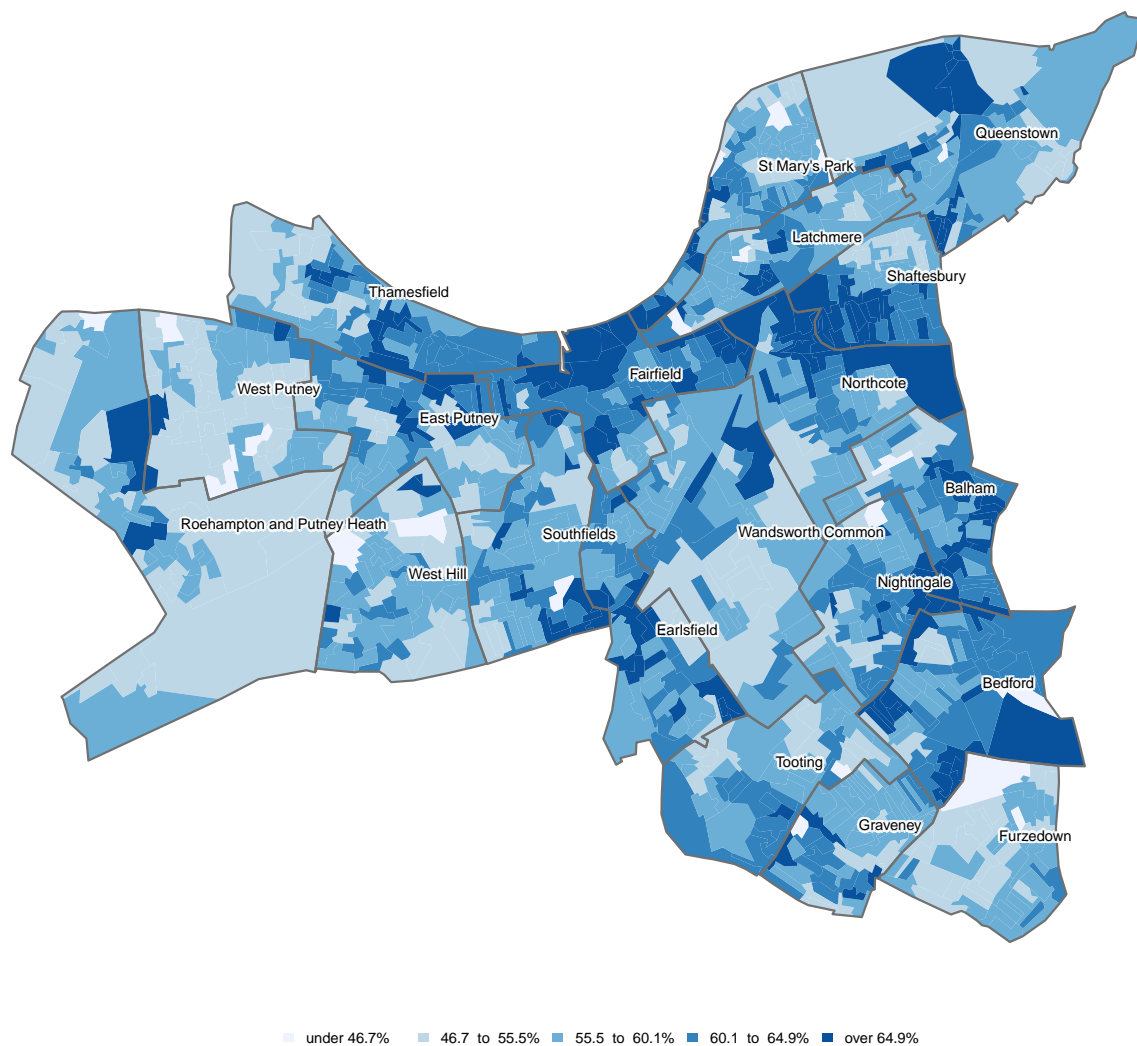 Queenstown
St Mary's Park
Latchmere
Shaftesbury
Thamesfield
Fairfield
Northcote
West Putney
East Putney
Balham
Roehampton and Putney Heath
Southfields
Wandsworth Common
West Hill
Nightingale
Earlsfield
Bedford
Tooting
Graveney
Furzedown
under 46.7% 46.7 to 55.5% 55.5 to 60.1% 60.1 to 64.9% over 64.9%